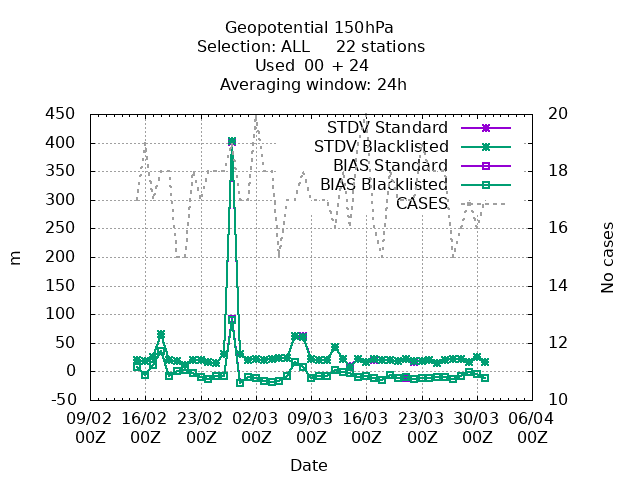 Geopotential 150hPa
Selection: ALL 22 stations
Used 00 + 24
Averaging window: 24h
STDV Standard
STDV Blacklisted
BIAS Standard
BIAS Blacklisted
CASES
450
400
350
300
250
200
150
100
50
0
-50
m
20
18
16
14
12
10
No cases
09/02 16/02 23/02 02/03 09/03 16/03 23/03 30/03 06/04
00Z 00Z 00Z 00Z 00Z 00Z 00Z 00Z 00Z
Date